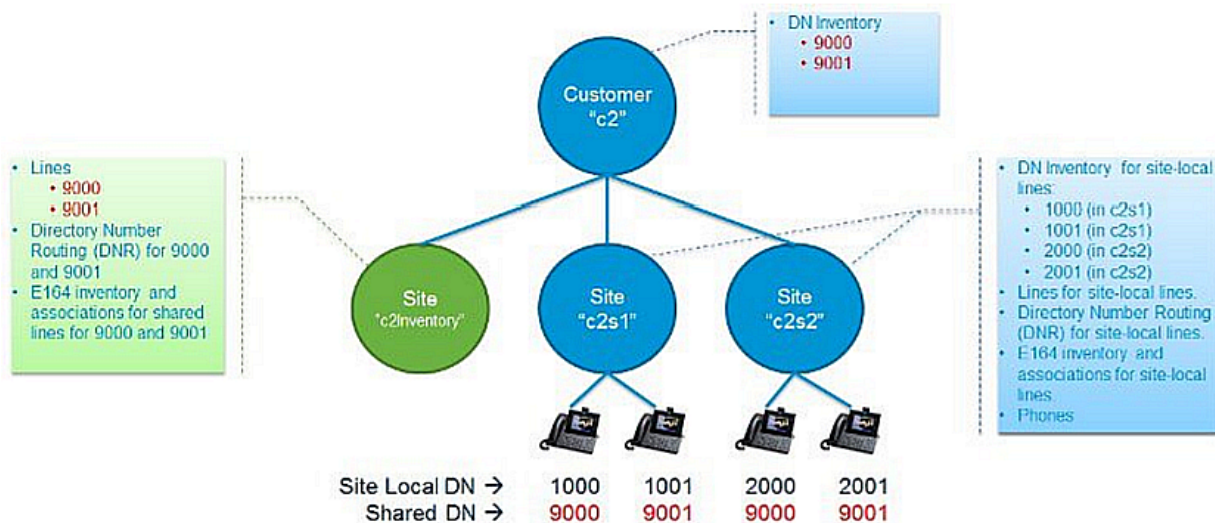 • DN Inventory
• 9000
• 9001
Customer
"c2"
• Lines
• 9000
• 9001
• Directory Number
Routing (DNR) for 9000
and 9001
• E164 inventory and
associations for shared
lines for 9000 and 9001
• DN Inventory for site-local
lines:
• 1000 (in c2s1)
• 1001 (in c2s1)
• 2000 (in c2s2)
• 2001 (in c2s2)
• Lines for site-local lines.
• Directory Number Routing
(DNR) for site-local lines.
• E164 inventory and
associations for site-local
lines.
• Phones
Site
"c2Inventory"
Site
"c2s1"
Site
"c2s2"
Site Local DN → 1000 1001 2000 2001
Shared DN → 9000 9001 9000 9001